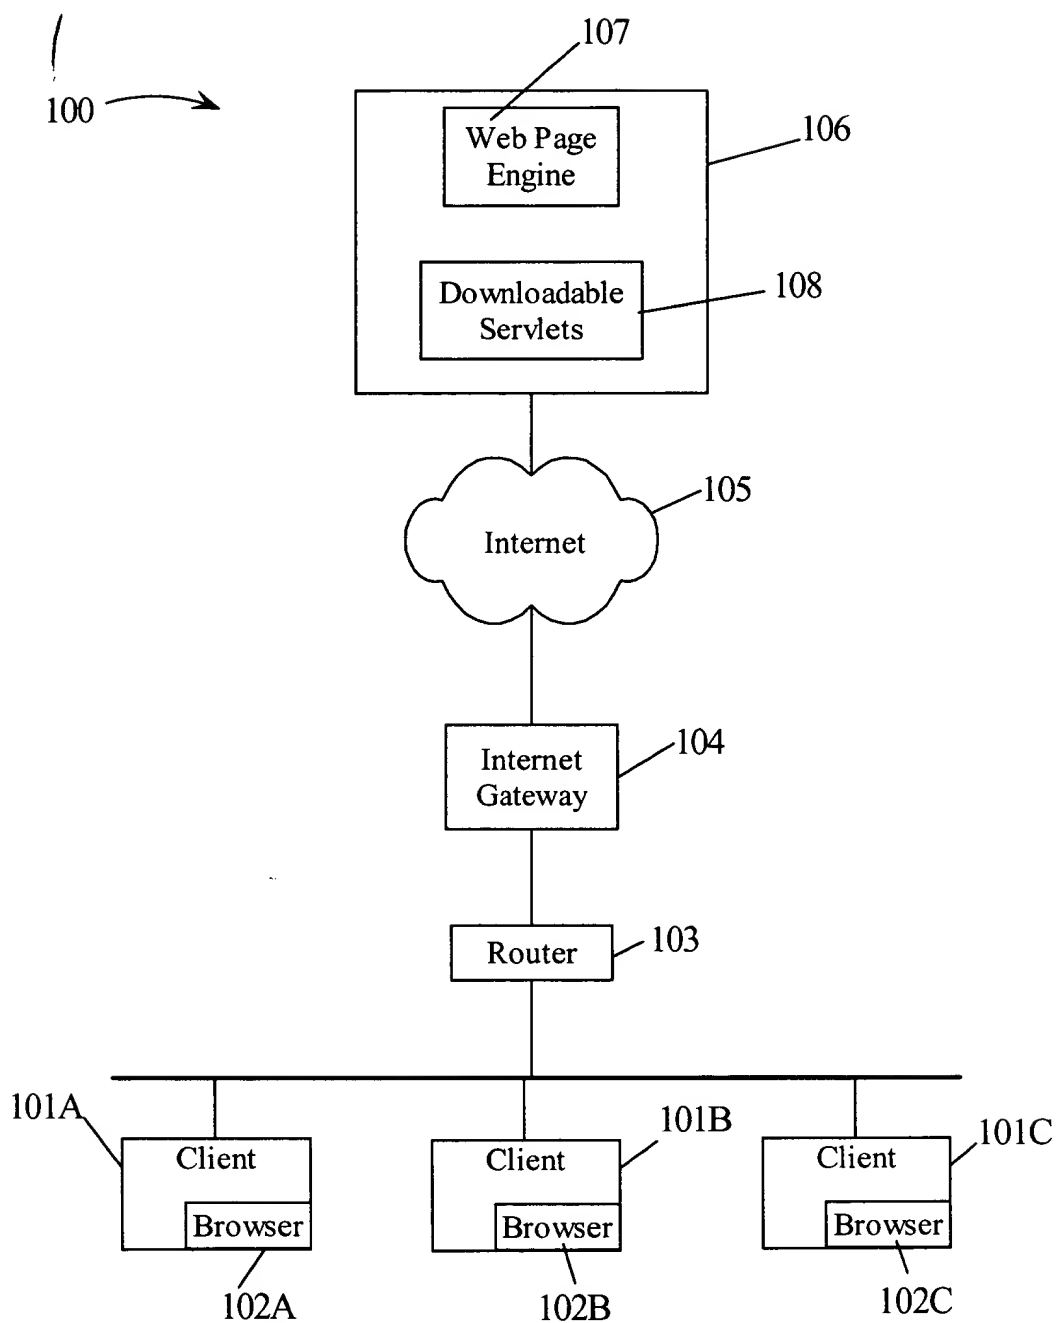 107
100
106
Web Page
Engine
108
Downloadable
Servlets
105
Internet
104
Internet
Gateway
103
Router
101A
101B
101C
Client
Client
Client
Browser
Browser
Browser
102A
102B
102C